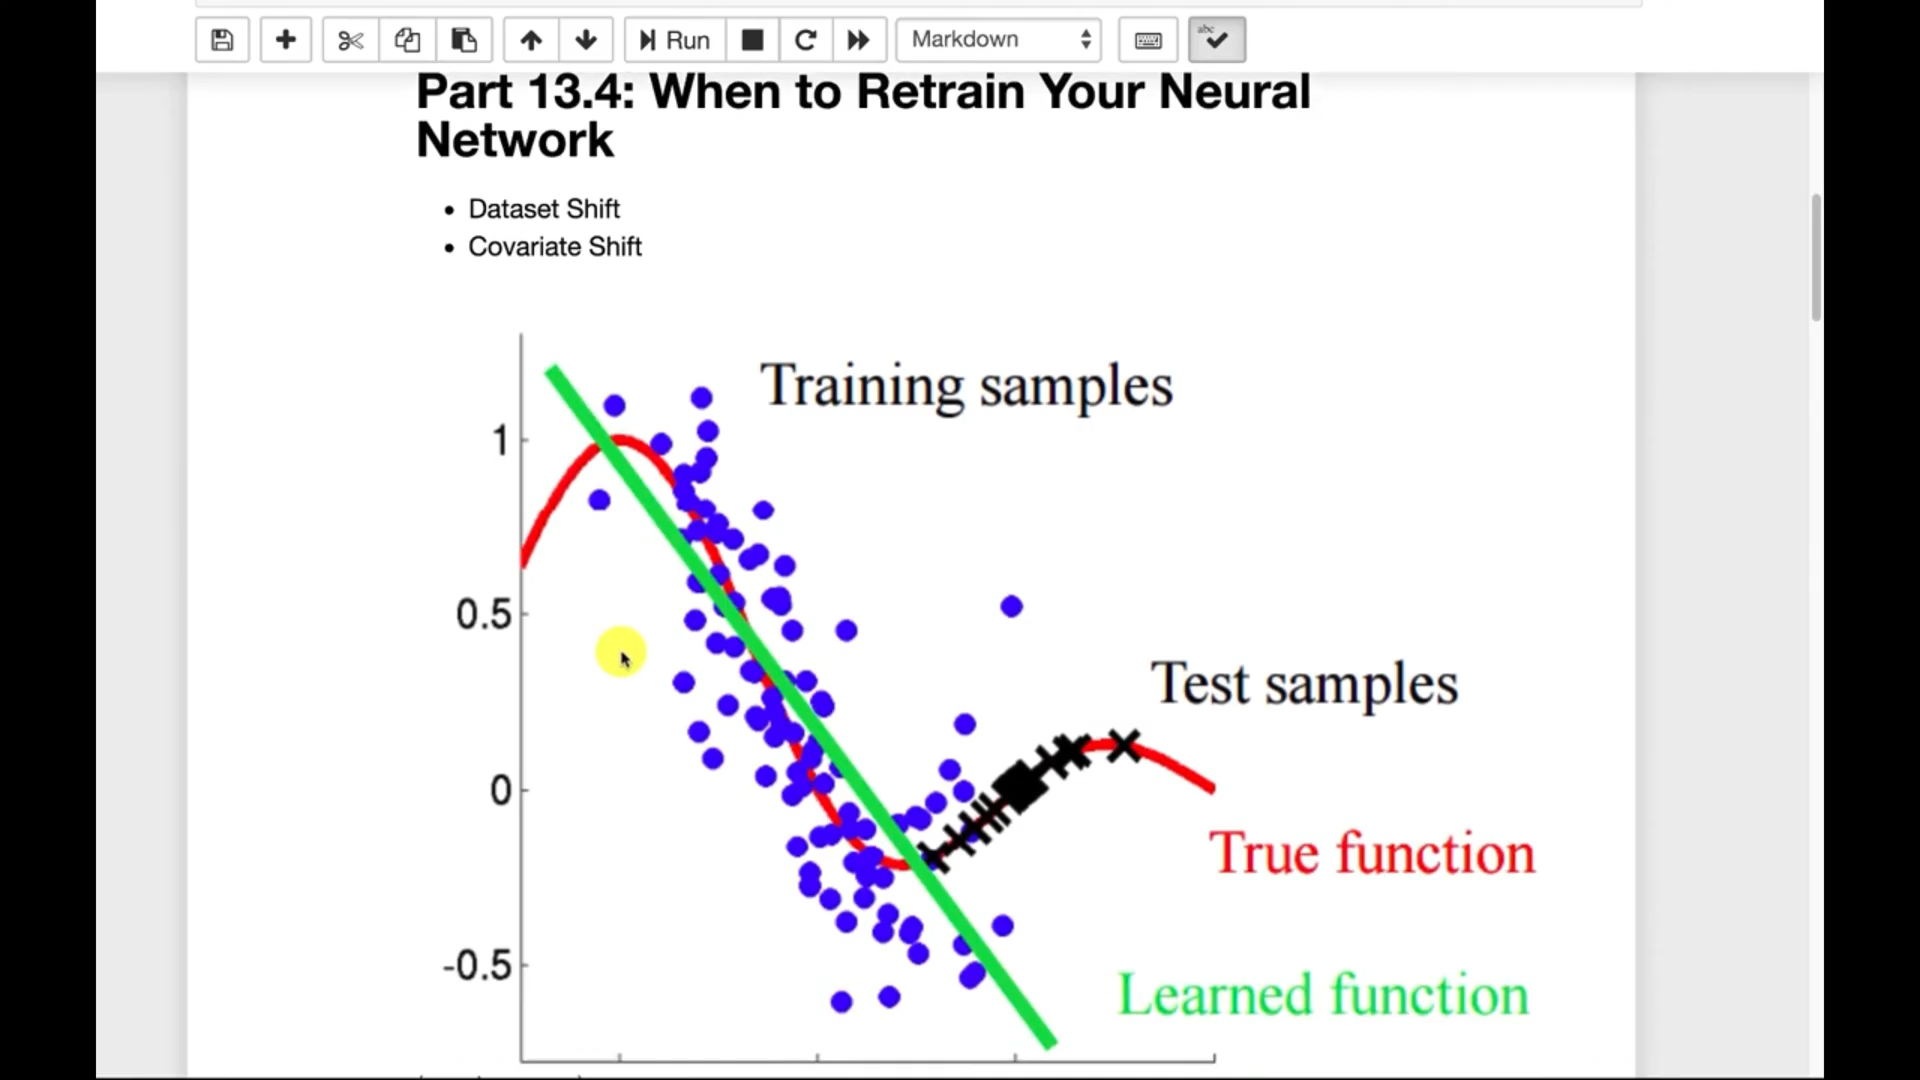 Run
Markdown
abc
Part 13.4: When to Retrain Your Neural
Network
Dataset Shift
Covariate Shift
Training samples
1
0.5
Test samples
0
True function
-0.5
Learned function